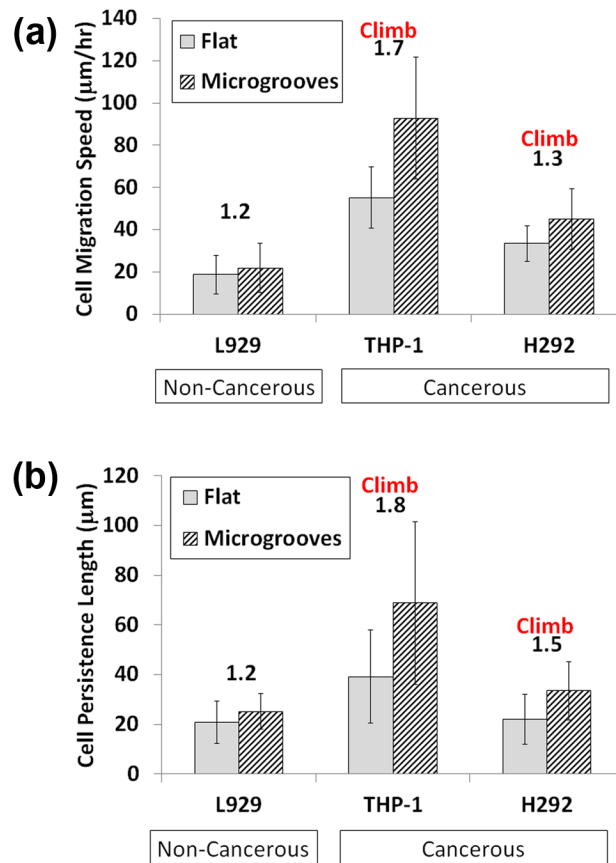 (a)
Cell Migration Speed (μm/hr)
140
120
100
80
60
40
20
0
Flat
Microgrooves
1.2
Climb
1.7
Climb
1.3
L929
THP-1
H292
Non-Cancerous
Cancerous
(b)
Cell Persistence Length (μm)
120
100
80
60
40
20
0
Flat
Microgrooves
1.2
Climb
1.8
Climb
1.5
L929
THP-1
H292
Non-Cancerous
Cancerous